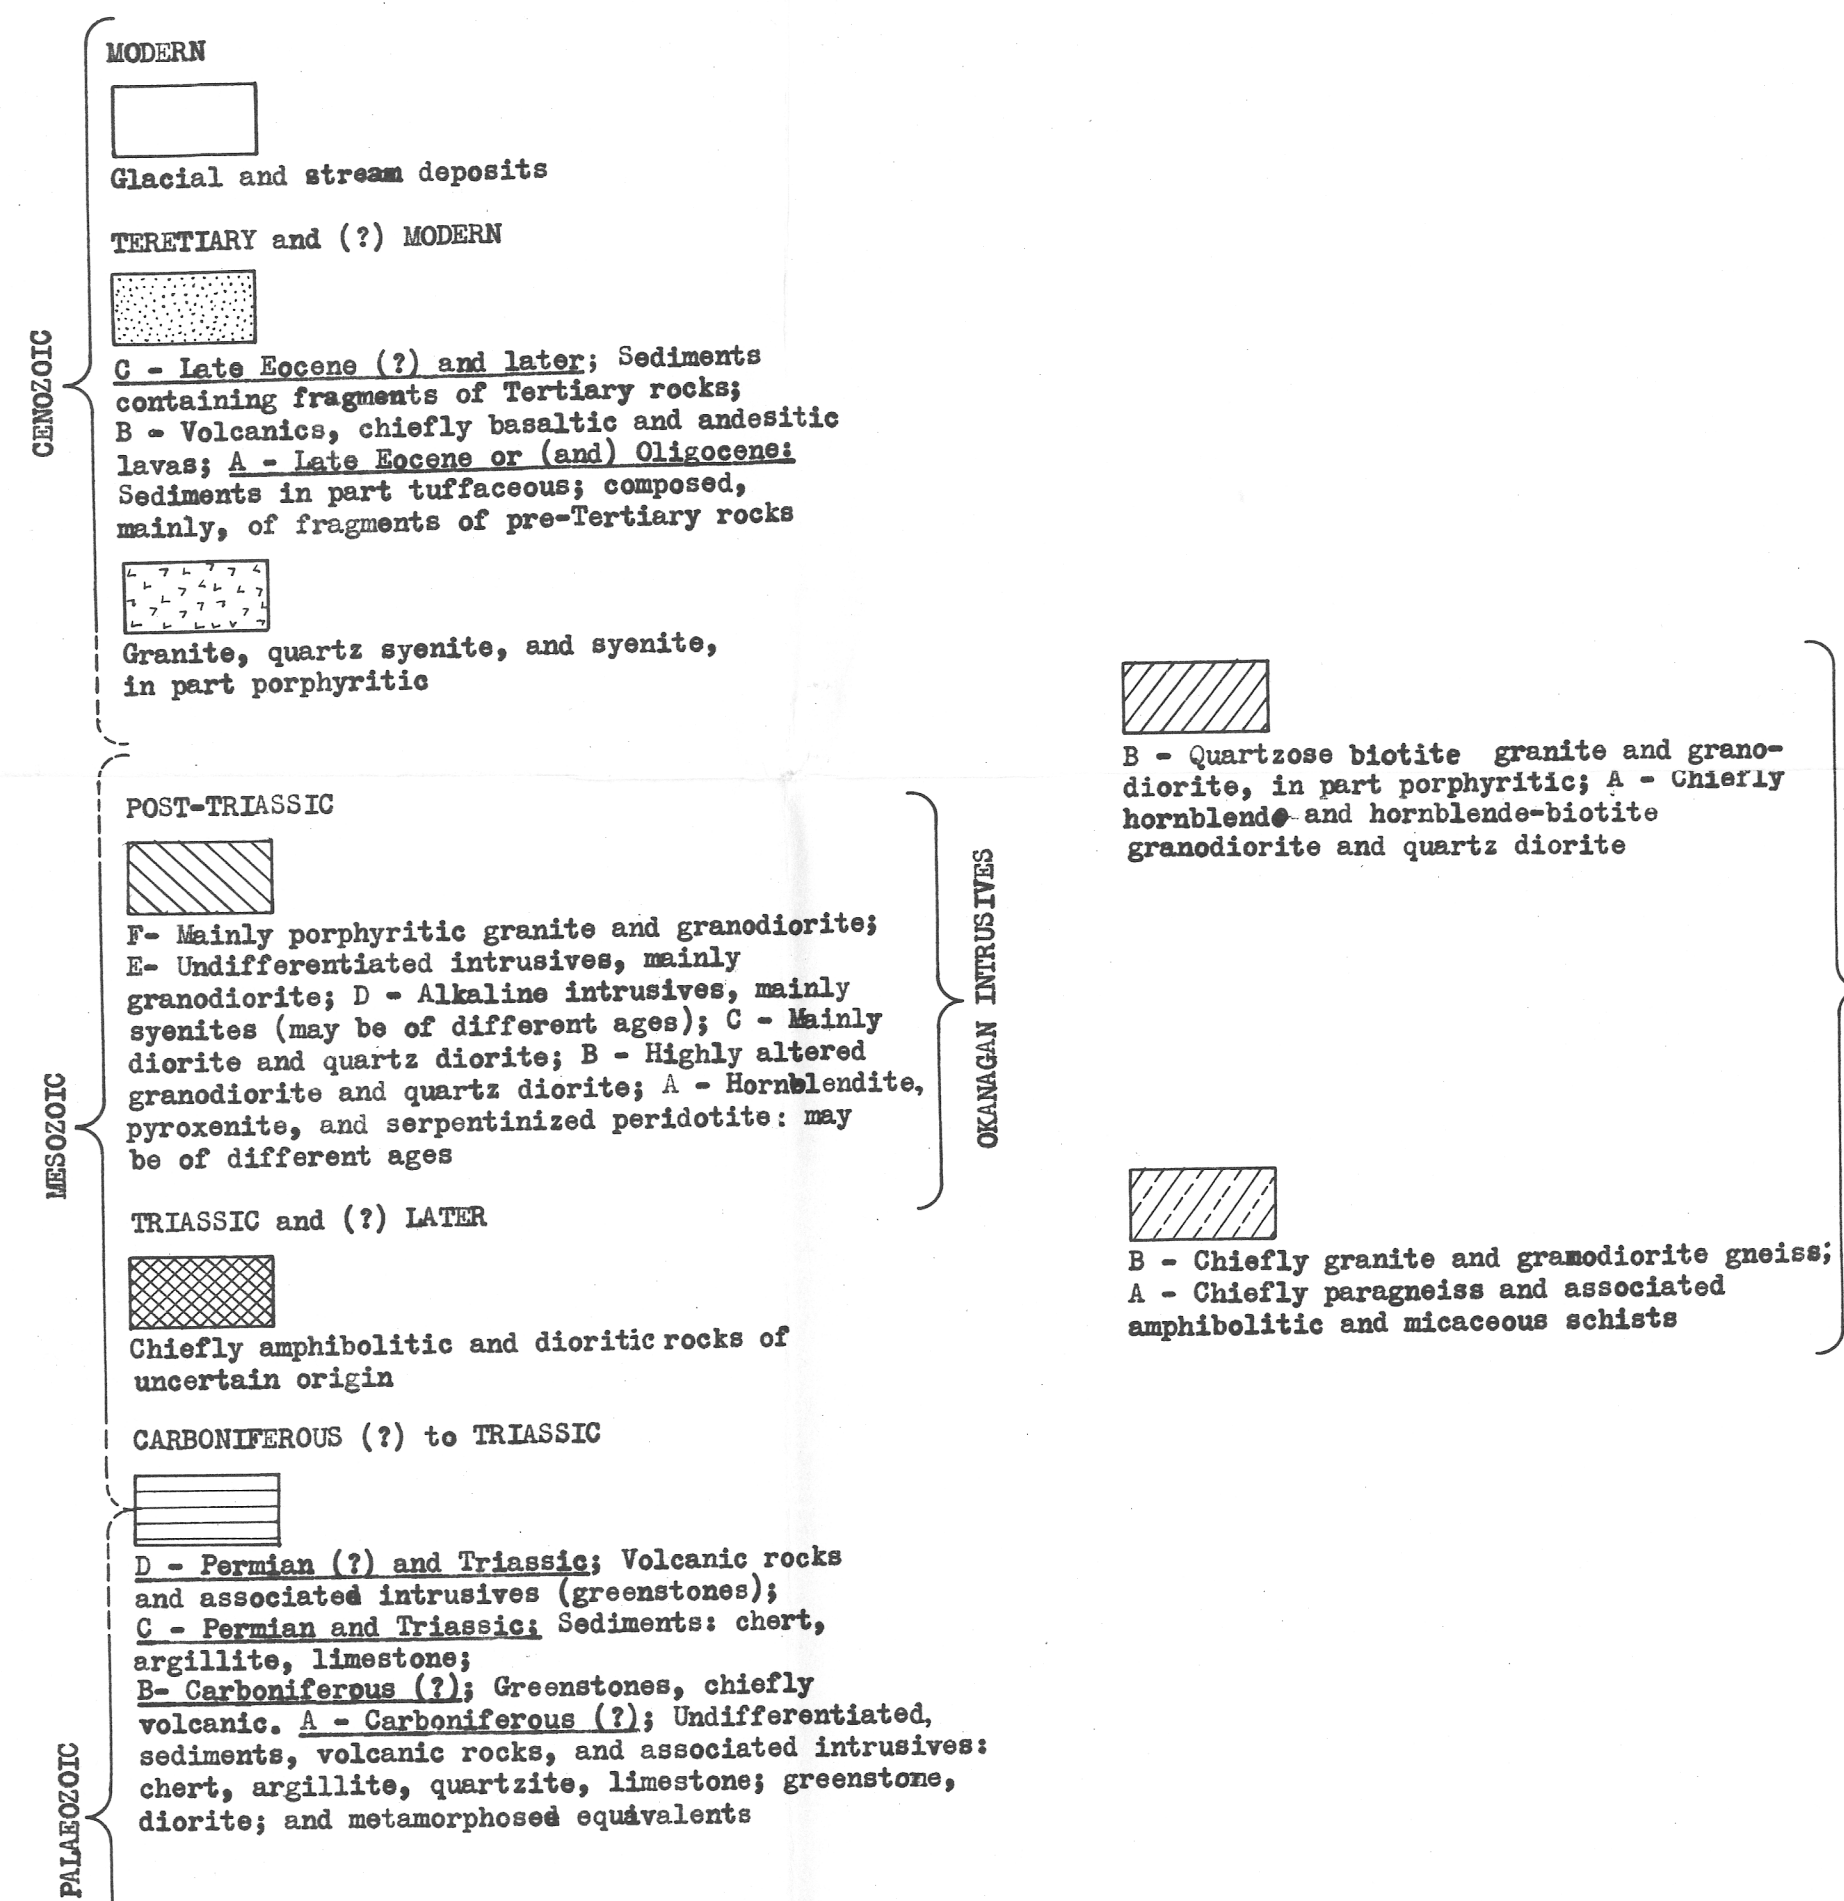 CENOZOIC
MODERN
Glacial and stream deposits
TERETIARY and (?) MODERN
C - Late Eocene (?) and later; Sediments
containing fragments of Tertiary rocks;
B - Volcanics, chiefly basaltic and andesitic
lavas; A - Late Eocene or (and) Oligocene:
Sediments in part tuffaceous; composed,
mainly, of fragments of pre-Tertiary rocks
Granite, quartz syenite, and syenite,
in part porphyritic
MESOZOIC
POST-TRIASSIC
F- Mainly porphyritic granite and granodiorite;
E- Undifferentiated intrusives, mainly
granodiorite; D - Alkaline intrusives, mainly
syenites (may be of different ages); C - Mainly
diorite and quartz diorite; B - Highly altered
granodiorite and quartz diorite; A - Hornblendite,
pyroxenite, and serpentinized peridotite: may
be of different ages
OKANAGAN INTRUSIVES
TRIASSIC and (?) LATER
Chiefly amphibolitic and dioritic rocks of
uncertain origin
CARBONIFEROUS (?) to TRIASSIC
PALAEOZOIC
D - Permian (?) and Triassic; Volcanic rocks
and associated intrusives (greenstones);
C - Permian and Triassic; Sediments: chert,
argillite, limestone;
B- Carboniferous (?); Greenstones, chiefly
volcanic. A - Carboniferous (?); Undifferentiated,
sediments, volcanic rocks, and associated intrusives:
chert, argillite, quartzite, limestone; greenstone,
diorite; and metamorphosed equivalents
B - Quartzose biotite granite and grano-
diorite, in part porphyritic; A - Chiefly
hornblende and hornblende-biotite
granodiorite and quartz diorite
B - Chiefly granite and granodiorite gneiss;
A - Chiefly paragneiss and associated
amphibolitic and micaceous schists